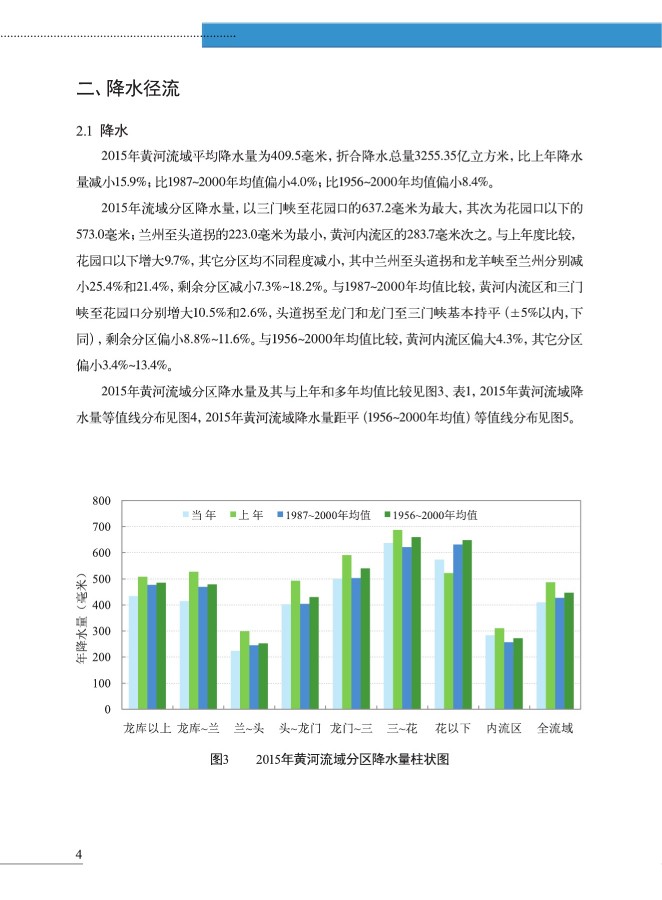 二、降水径流
2.1 降水
2015年黄河流域平均降水量为409.5毫米，折合降水总量3255.35亿立方米，比上年降水
量减小15.9%；比1987~2000年均值偏小4.0%；比1956~2000年均值偏小8.4%。
2015年流域分区降水量，以三门峡至花园口的637.2毫米为最大，其次为花园口以下的
573.0毫米；兰州至头道拐的223.0毫米为最小，黄河内流区的283.7毫米次之。与上年度比较，
花园口以下增大9.7%，其它分区均不同程度减小，其中兰州至头道拐和龙羊峡至兰州分别减
小25.4%和21.4%，剩余分区减小7.3%~18.2%。与1987~2000年均值比较，黄河内流区和三门
峡至花园口分别增大10.5%和2.6%，头道拐至龙门和龙门至三门峡基本持平（±5%以内，下
同），剩余分区偏小8.8%~11.6%。与1956~2000年均值比较，黄河内流区偏大4.3%，其它分区
偏小3.4%~13.4%。
2015年黄河流域分区降水量及其与上年和多年均值比较见图3、表1，2015年黄河流域降
水量等值线分布见图4，2015年黄河流域降水量距平（1956~2000年均值）等值线分布见图5。
800
700
600
500
400
300
200
100
0
年降水量（毫米）
当 年 上 年 1987~2000年均值 1956~2000年均值
龙库以上 龙库~兰 兰~头 头~龙门 龙门~三 三~花 花以下 内流区 全流域
图3 2015年黄河流域分区降水量柱状图
4